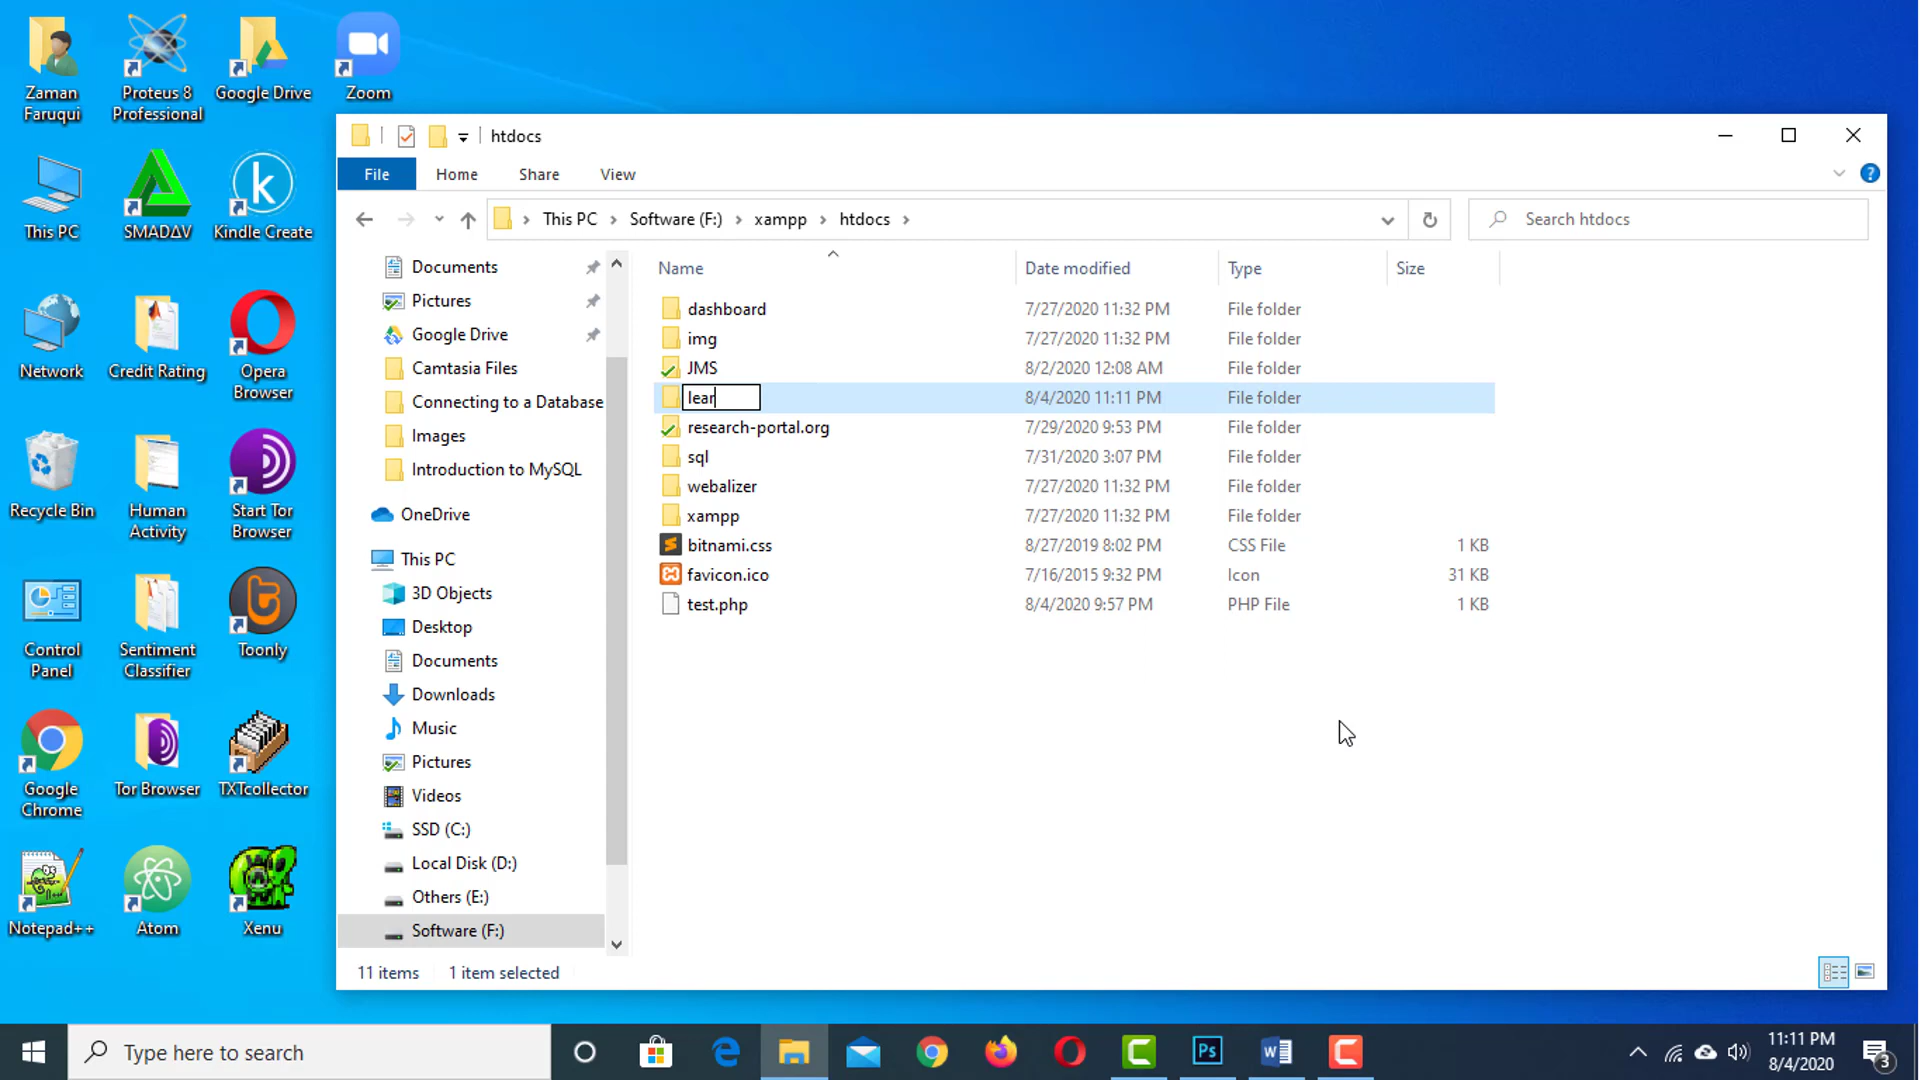 Zaman Faruqui
Proteus 8 Professional
Google Drive
Zoom
This PC
SMADΔV
Kindle Create
Network
Credit Rating
Opera Browser
Recycle Bin
Human Activity
Start Tor Browser
Control Panel
Sentiment Classifier
Toonly
Google Chrome
Tor Browser
TXTcollector
Notepad++
Atom
Xenu
htdocs
File Home Share View
This PC > Software (F:) > xampp > htdocs >
Search htdocs
Documents
Pictures
Google Drive
Camtasia Files
Connecting to a Database
Images
Introduction to MySQL
OneDrive
This PC
3D Objects
Desktop
Documents
Downloads
Music
Pictures
Videos
SSD (C:)
Local Disk (D:)
Others (E:)
Software (F:)
Name Date modified Type Size
dashboard 7/27/2020 11:32 PM File folder
img 7/27/2020 11:32 PM File folder
JMS 8/2/2020 12:08 AM File folder
lear 8/4/2020 11:11 PM File folder
research-portal.org 7/29/2020 9:53 PM File folder
sql 7/31/2020 3:07 PM File folder
webalizer 7/27/2020 11:32 PM File folder
xampp 7/27/2020 11:32 PM File folder
bitnami.css 8/27/2019 8:02 PM CSS File 1 KB
favicon.ico 7/16/2015 9:32 PM Icon 31 KB
test.php 8/4/2020 9:57 PM PHP File 1 KB
11 items 1 item selected
Type here to search
Ps
11:11 PM
8/4/2020
3